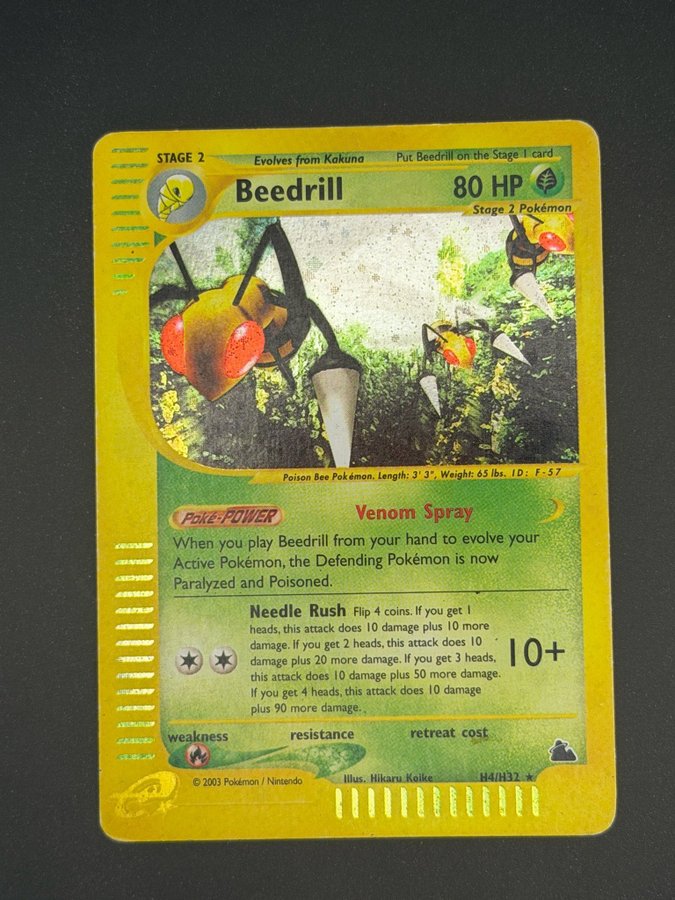 STAGE 2 Evolves from Kakuna Put Beedrill on the Stage 1 card
Beedrill 80 HP
Stage 2 Pokémon
Poison Bee Pokémon. Length: 3' 3", Weight: 65 lbs. ID: F-57
Poké-POWER Venom Spray
When you play Beedrill from your hand to evolve your
Active Pokémon, the Defending Pokémon is now
Paralyzed and Poisoned.
Needle Rush Flip 4 coins. If you get 1
heads, this attack does 10 damage plus 10 more
damage. If you get 2 heads, this attack does 10
damage plus 20 more damage. If you get 3 heads,
this attack does 10 damage plus 50 more damage.
If you get 4 heads, this attack does 10 damage
plus 90 more damage.
10+
weakness resistance retreat cost
© 2003 Pokémon / Nintendo Illus. Hikaru Koike H4/H32 ★